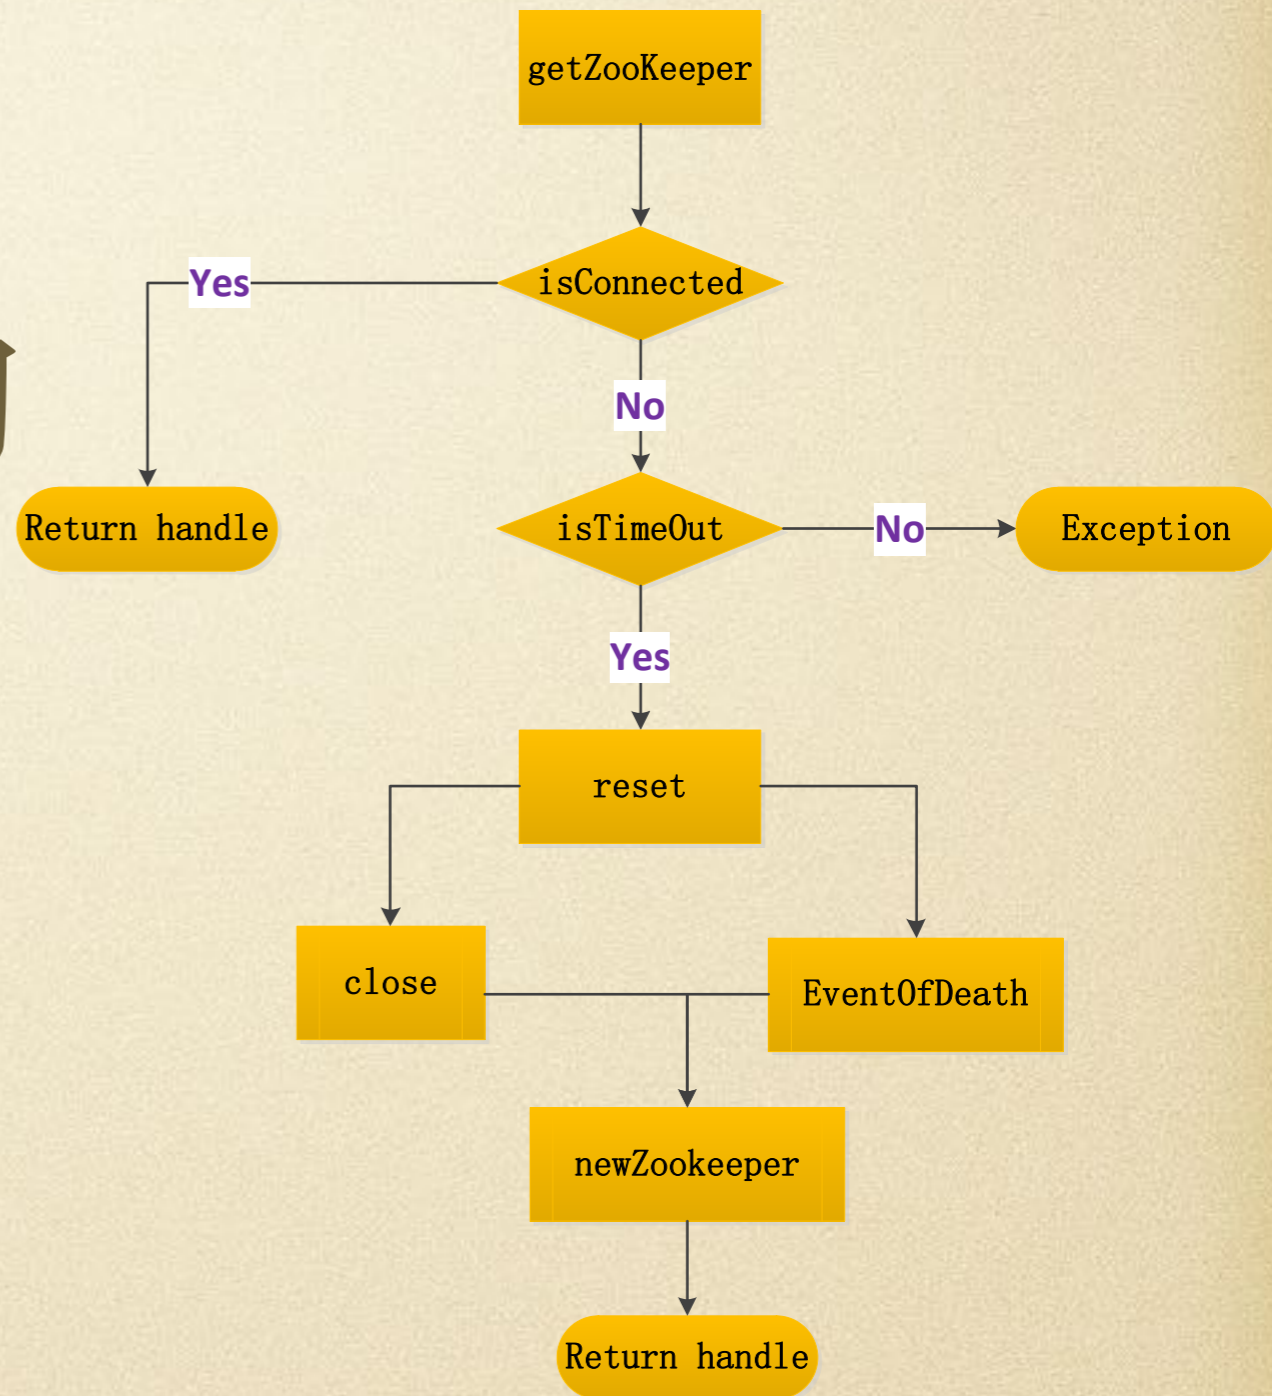 getZooKeeper
isConnected
Yes
No
Return handle
isTimeOut
No
Exception
Yes
reset
close
EventOfDeath
newZookeeper
Return handle